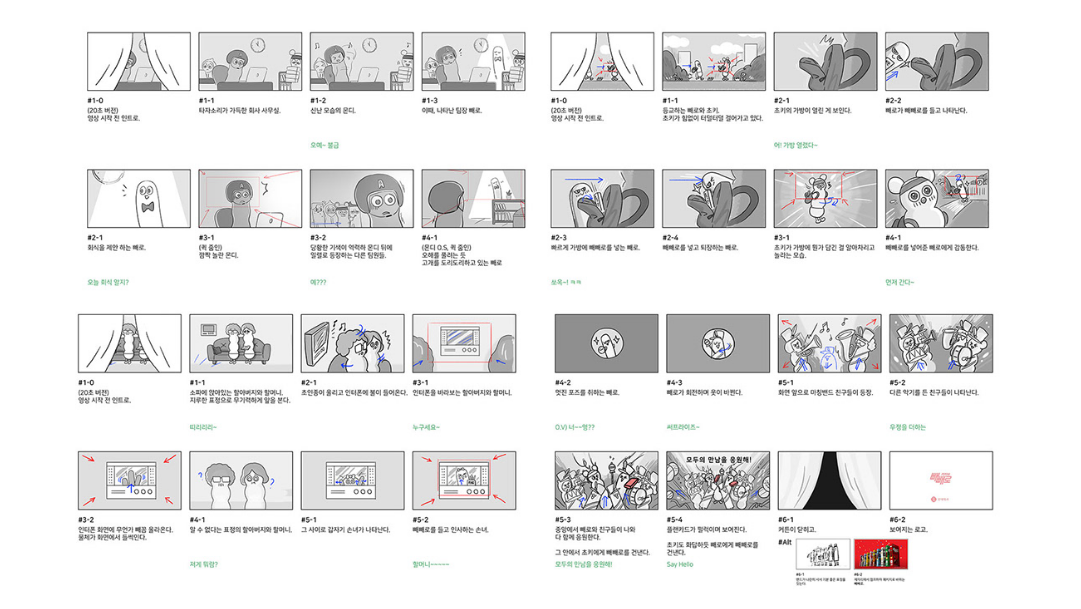 #1-0
(20초 버전)
영상 시작 전 인트로.
#1-1
타자소리가 가득한 회사 사무실.
#1-2
신난 모습의 온디.
오예~ 불금
#1-3
이때, 나타난 팀장 빼로.
#2-1
회식을 제안 하는 빼로.
오늘 회식 알지?
#3-1
(퀵 줌인)
깜짝 놀란 온디.
#3-2
당황한 기색이 역력하 온디 뒤에
일렬로 등장하는 다른 팀원들.
예???
#4-1
(온디 O.S, 퀵 줌인)
오해를 풀려는 듯
고개를 도리도리하고 있는 빼로
#1-0
(20초 버전)
영상 시작 전 인트로.
#1-1
등교하는 빼로와 초키.
초키가 힘없이 터덜터덜 걸어가고 있다.
#2-1
초키의 가방이 열린 게 보인다.
어! 가방 열렸다~
#2-2
빼로가 빼빼로를 들고 나타난다.
#2-3
빠르게 가방에 빼빼로를 넣는 빼로.
쏘옥~! ㅋㅋ
#2-4
빼빼로를 넣고 퇴장하는 빼로.
#3-1
초키가 가방에 뭔가 담긴 걸 알아차리고
놀라는 모습.
#4-1
빼빼로를 넣어준 빼로에게 감동한다.
먼저 간다~
#1-0
(20초 버전)
영상 시작 전 인트로.
#1-1
소파에 앉아있는 할아버지와 할머니,
지루한 표정으로 무기력하게 앞을 본다.
띠리리리~
#2-1
초인종이 울리고 인터폰에 불이 들어온다.
#3-1
인터폰을 바라보는 할아버지와 할머니.
누구세요~
#3-2
인터폰 화면에 무언가 빼꼼 올라온다.
뭉쳐가 화면에서 들썩인다.
#4-1
알 수 없다는 표정의 할아버지와 할머니.
저게 뭐람?
#5-1
그 사이로 갑자기 손녀가 나타난다.
#5-2
빼빼로를 들고 인사하는 손녀.
할머니~~~~~
#4-2
멋진 포즈를 취하는 빼로.
O.V) 너~~형??
#4-3
빼로가 회전하며 옷이 바뀐다.
써프라이즈~
#5-1
화면 앞으로 마칭밴드 친구들이 등장.
#5-2
다른 악기를 든 친구들이 나타난다.
우정을 더하는
#5-3
중앙에서 빼로와 친구들이 나와
다 함께 응원한다.
그 안에서 초키에게 빼빼로를 건낸다.
모두의 만남을 응원해!
모두의 만남을 응원해!
#5-4
플랜카드가 펄럭이며 보여진다.
초키도 화답하듯 빼로에게 빼빼로를
건낸다.
Say Hello
#6-1
커튼이 닫히고,
빼빼로
#6-2
보여지는 로고.
#Alt
#6-1
#6-2